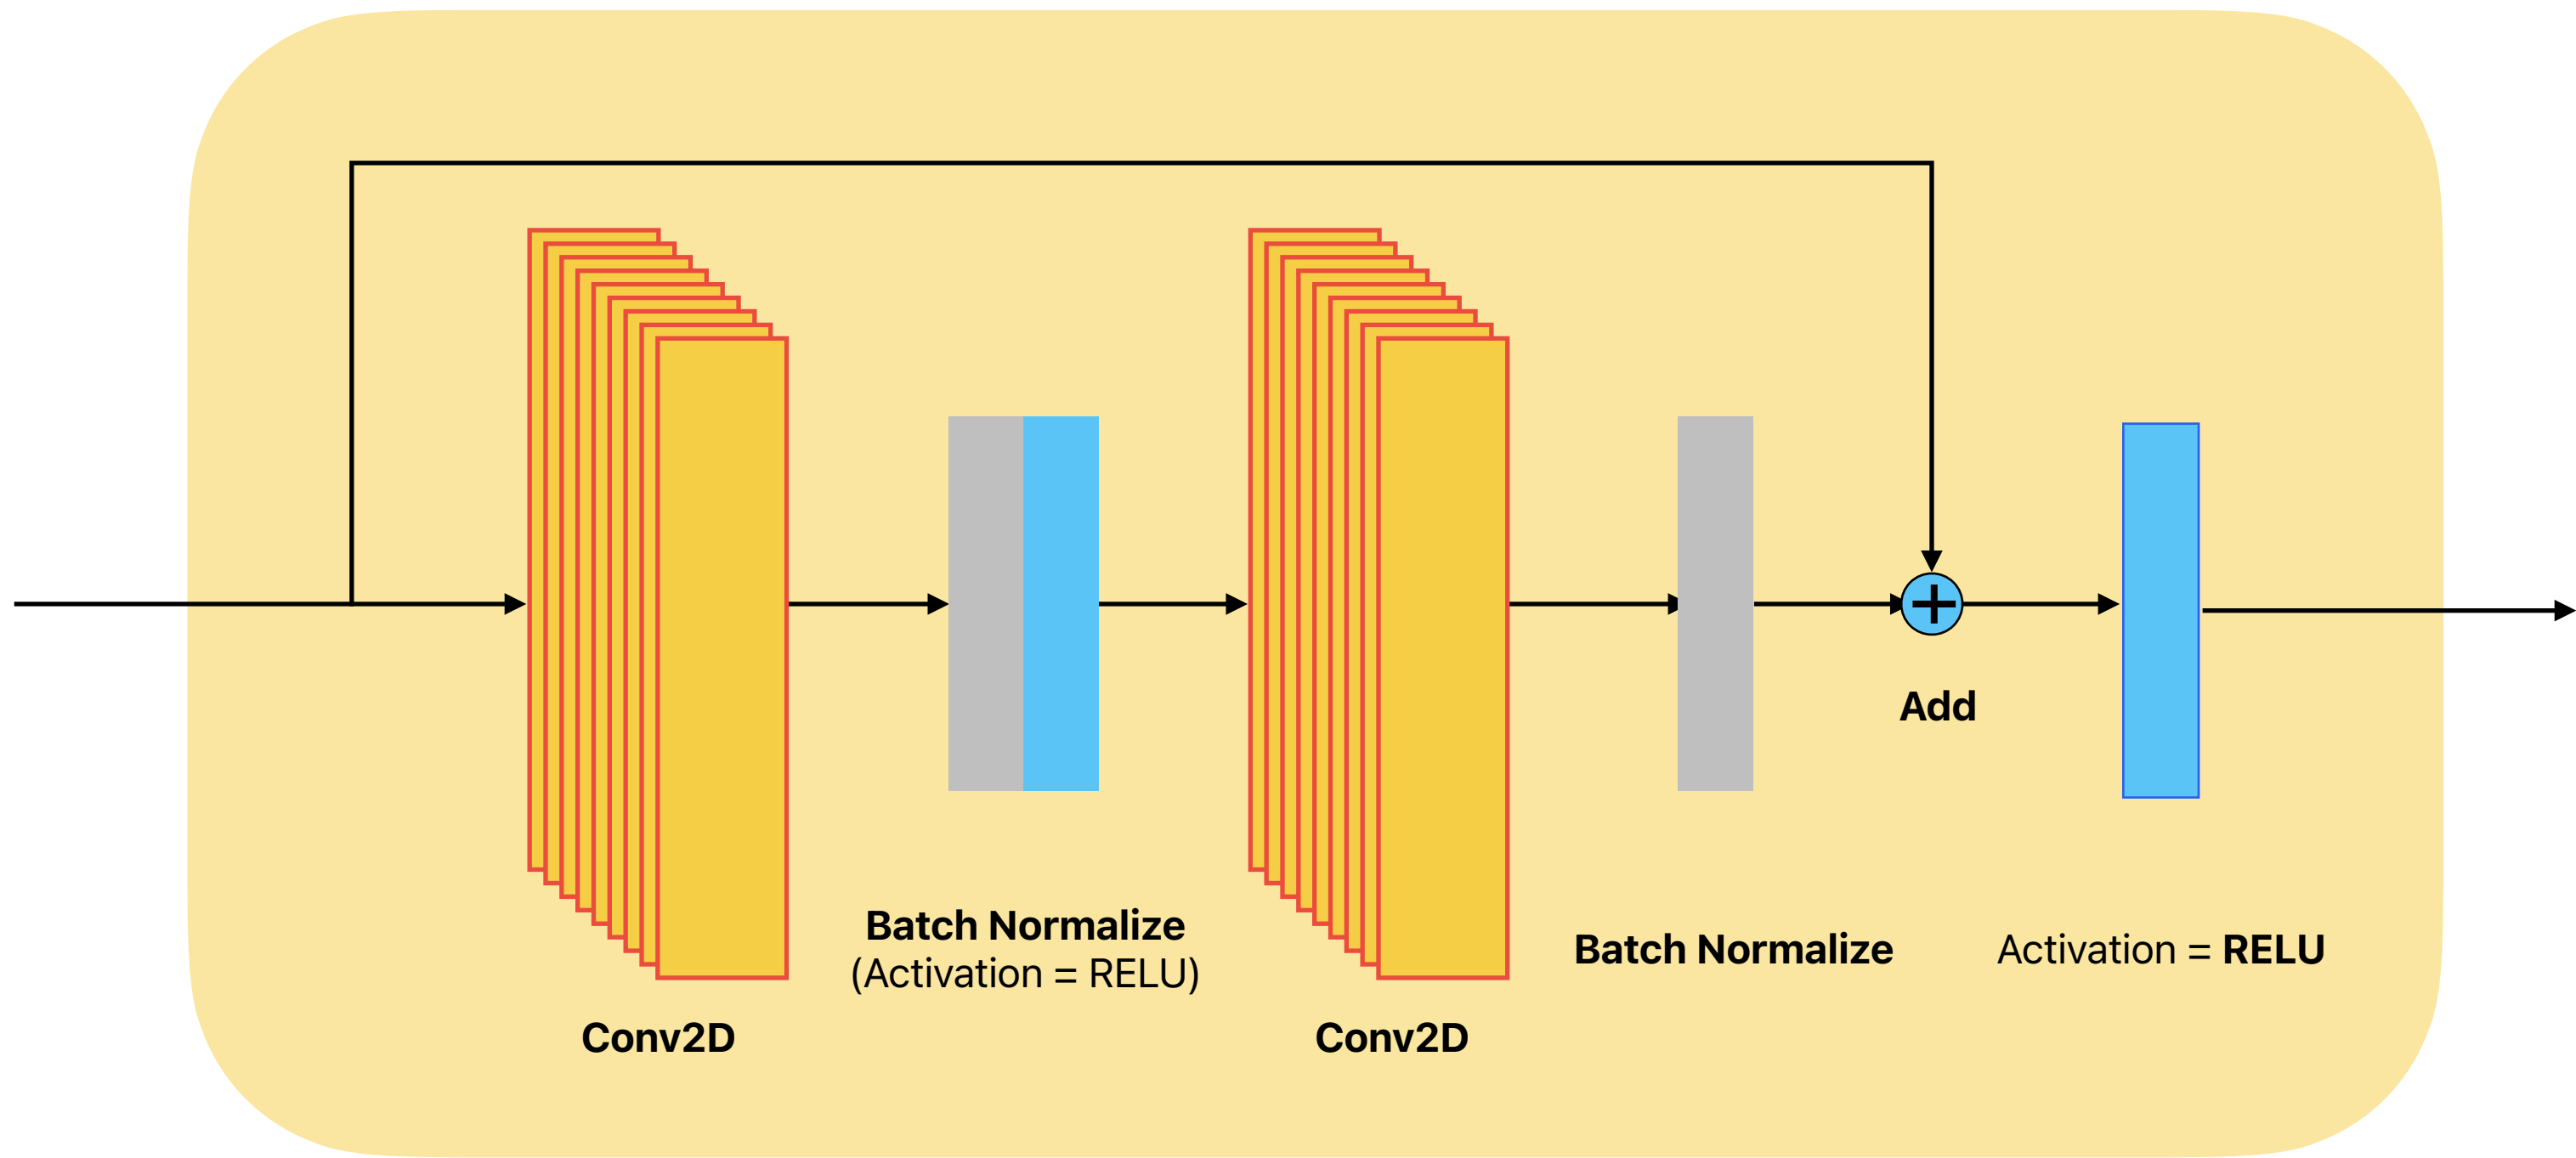 Conv2D
Batch Normalize
(Activation = RELU)
Conv2D
Batch Normalize
Add
Activation = RELU